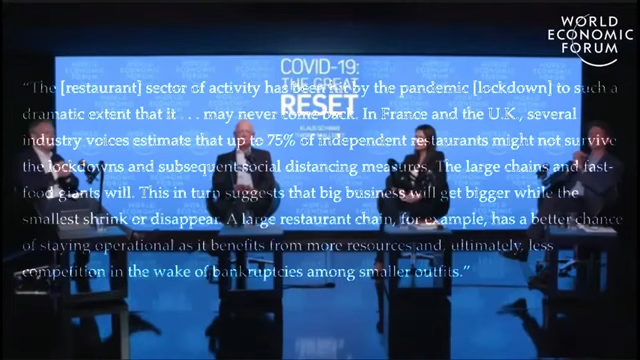 WORLD
ECONOMIC
FORUM
COVID-19:
THE GREAT
RESET
KLAUS SCHWAB
“The [restaurant] sector of activity has been hit by the pandemic [lockdown] to such a
dramatic extent that it . . . may never come back. In France and the U.K., several
industry voices estimate that up to 75% of independent restaurants might not survive
the lockdowns and subsequent social distancing measures. The large chains and fast-
food giants will. This in turn suggests that big business will get bigger while the
smallest shrink or disappear. A large restaurant chain, for example, has a better chance
of staying operational as it benefits from more resources and, ultimately, less
competition in the wake of bankruptcies among smaller outfits.”